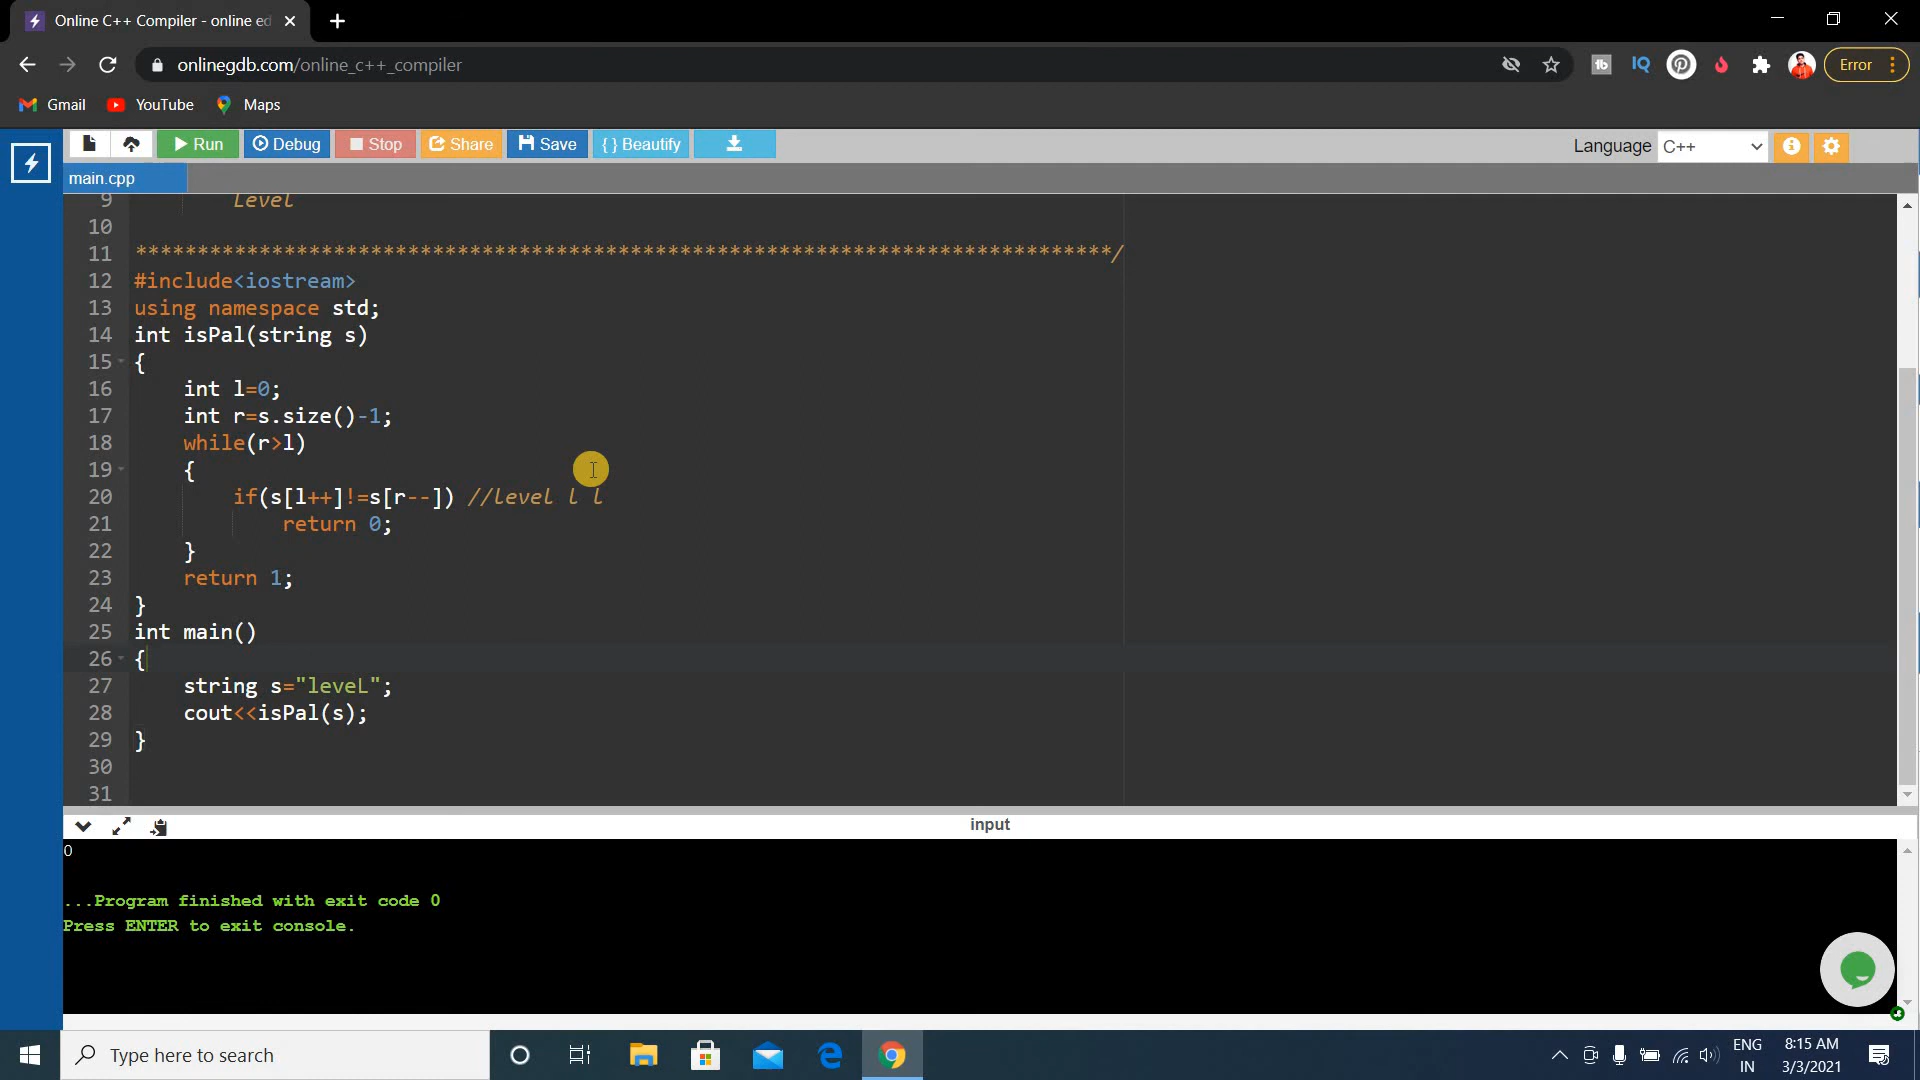 Online C++ Compiler - online ed
onlinegdb.com/online_c++_compiler
IQ
Error
Gmail YouTube Maps
Run Debug Stop Share Save { } Beautify
Language C++
main.cpp
9 Level
10
11 *******************************************************************************/
12 #include<iostream>
13 using namespace std;
14 int isPal(string s)
15 {
16 int l=0;
17 int r=s.size()-1;
18 while(r>l)
19 {
20 if(s[l++]!=s[r--]) //level l l
21 return 0;
22 }
23 return 1;
24 }
25 int main()
26 {
27 string s="leveL";
28 cout<<isPal(s);
29 }
30
31
input
0
...Program finished with exit code 0
Press ENTER to exit console.
Type here to search
ENG
IN
8:15 AM
3/3/2021